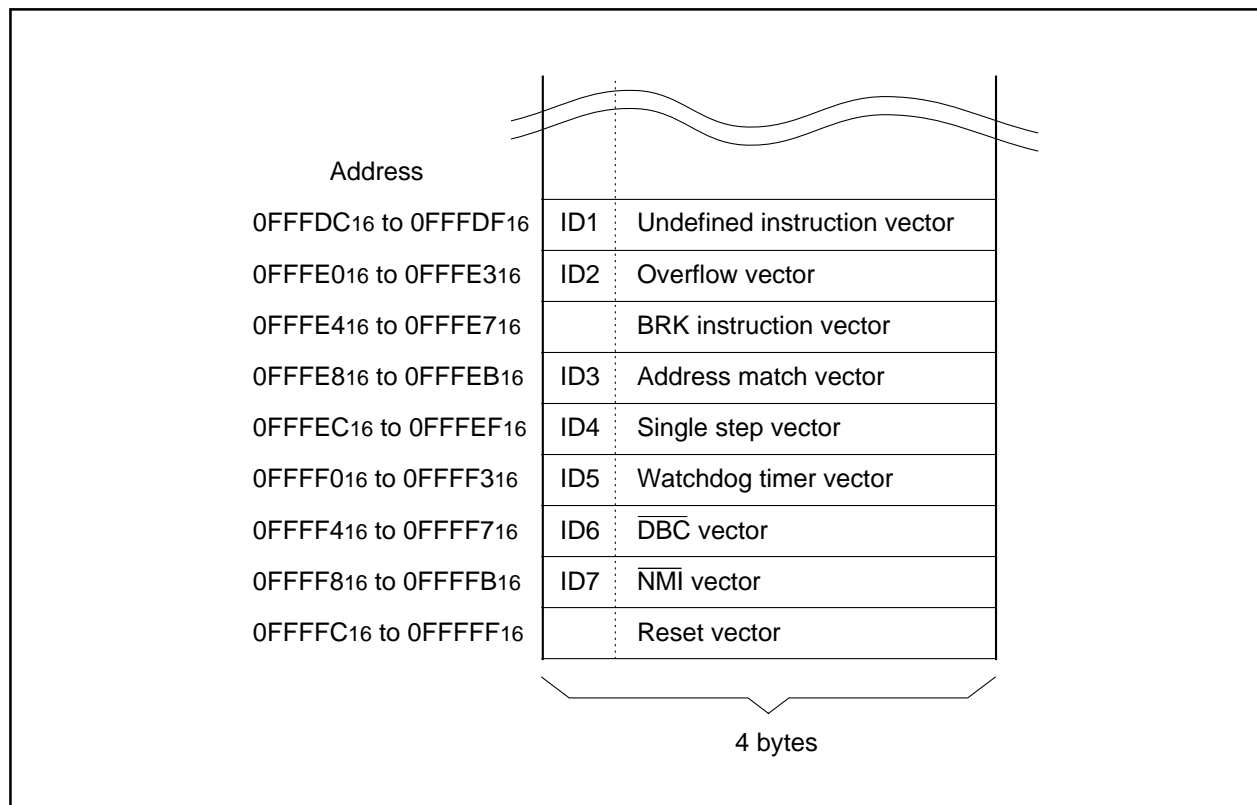 Address
0FFFDC16 to 0FFFDF16 ID1 Undefined instruction vector
0FFFE016 to 0FFFE316 ID2 Overflow vector
0FFFE416 to 0FFFE716 BRK instruction vector
0FFFE816 to 0FFFEB16 ID3 Address match vector
0FFFEC16 to 0FFFEF16 ID4 Single step vector
0FFFF016 to 0FFFF316 ID5 Watchdog timer vector
0FFFF416 to 0FFFF716 ID6 D̅B̅C̅ vector
0FFFF816 to 0FFFFB16 ID7 N̅M̅I̅ vector
0FFFFC16 to 0FFFFF16 Reset vector
4 bytes